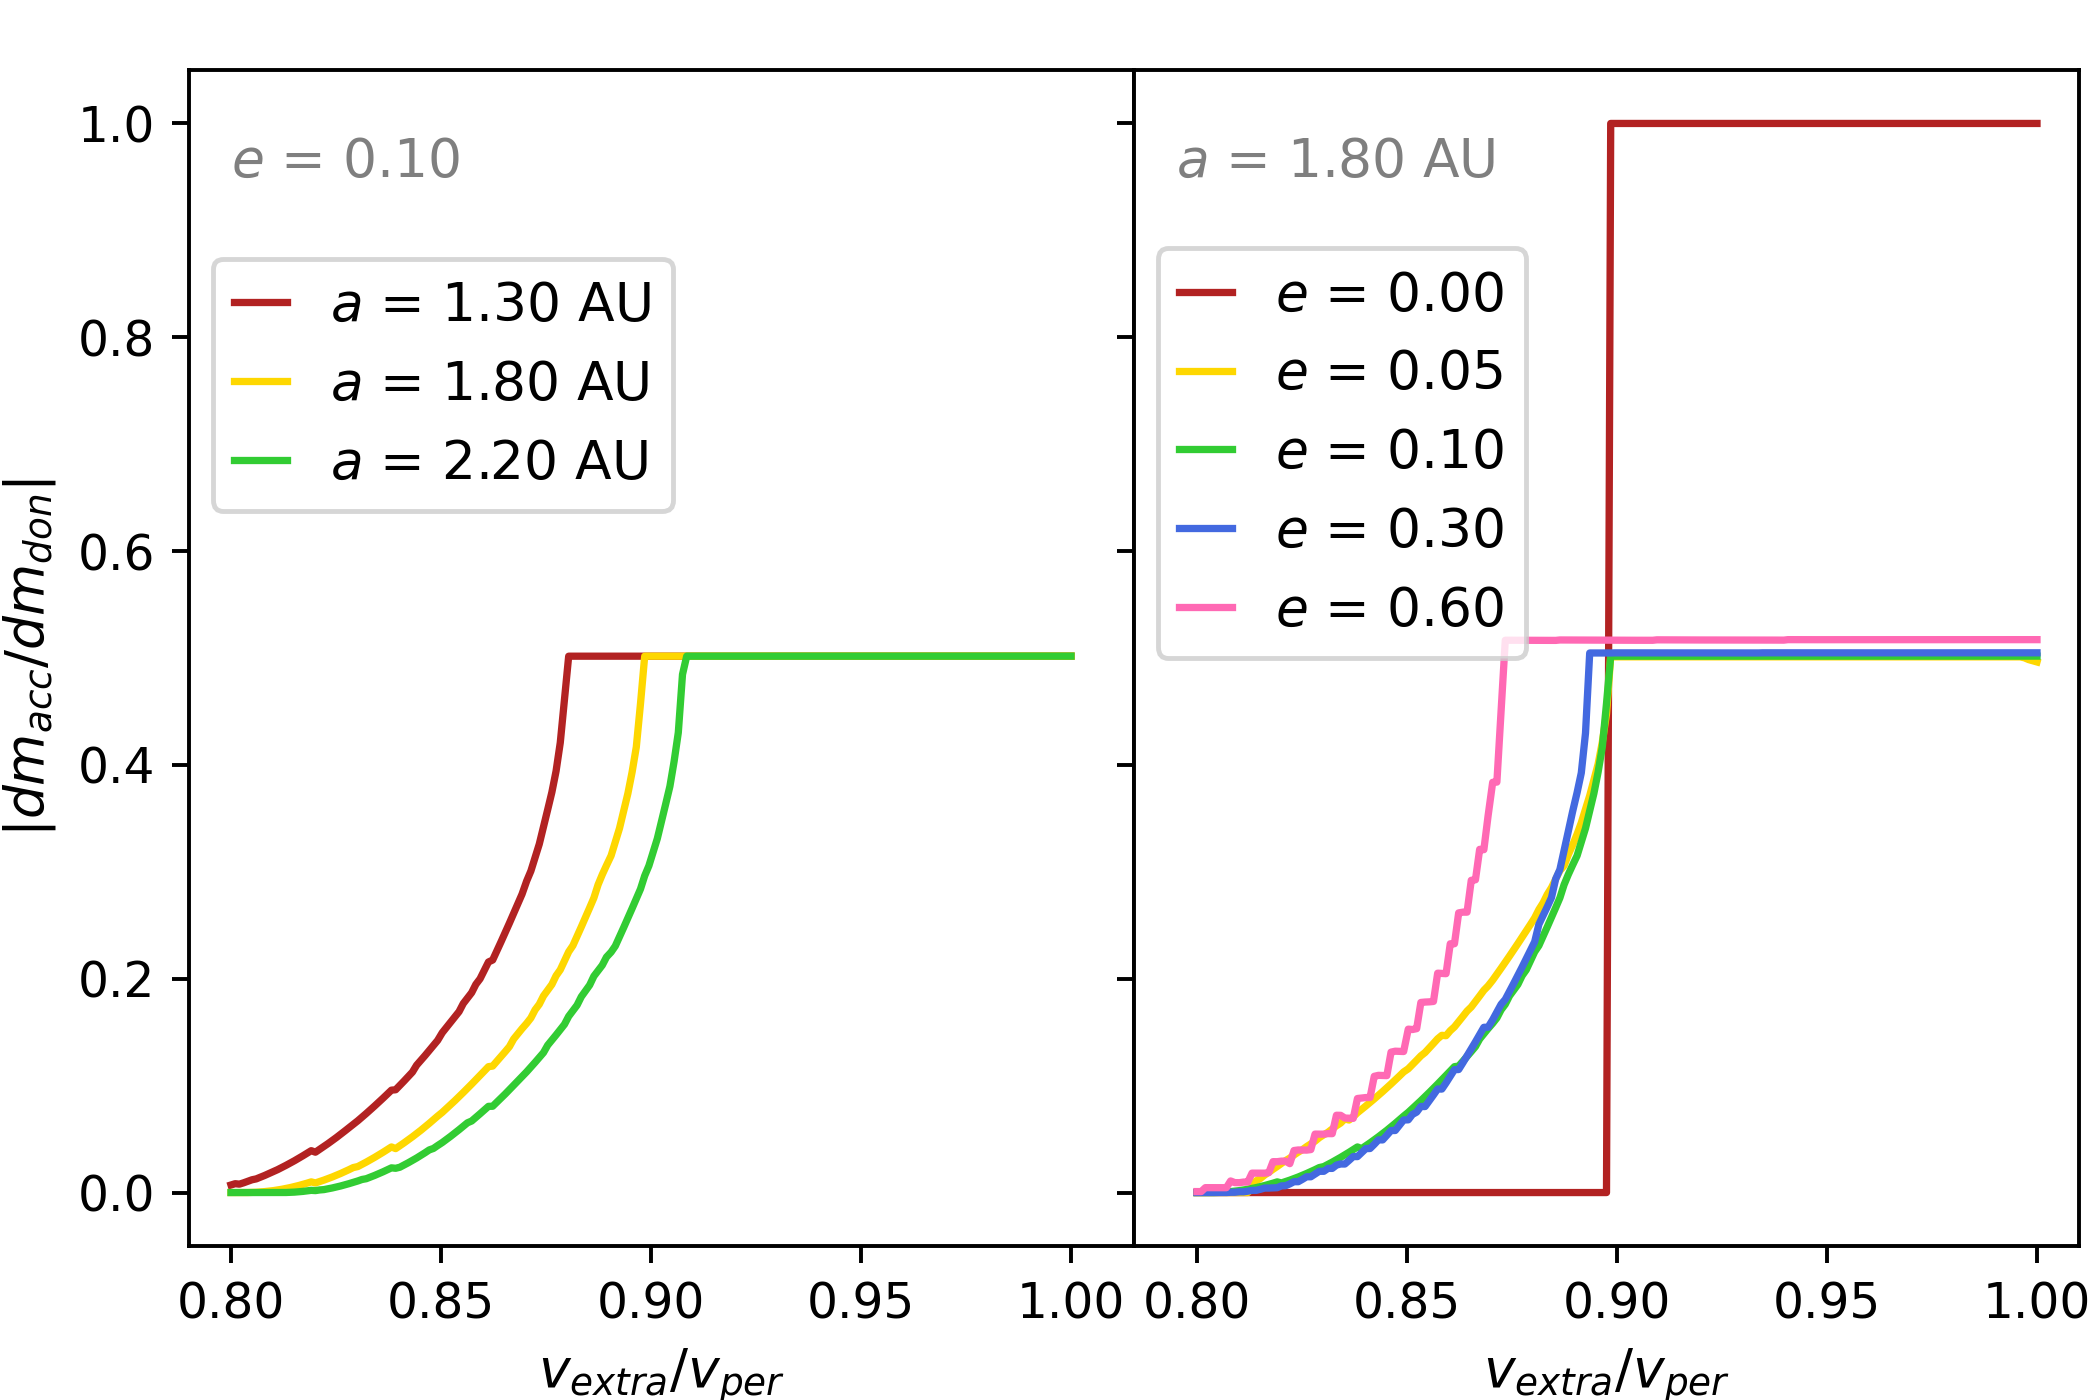 e = 0.10
a = 1.30 AU
a = 1.80 AU
a = 2.20 AU
1.0
0.8
0.6
0.4
0.2
0.0
|dm_acc/dm_don|
0.80 0.85 0.90 0.95 1.00
v_extra/v_per
a = 1.80 AU
e = 0.00
e = 0.05
e = 0.10
e = 0.30
e = 0.60
0.80 0.85 0.90 0.95 1.00
v_extra/v_per